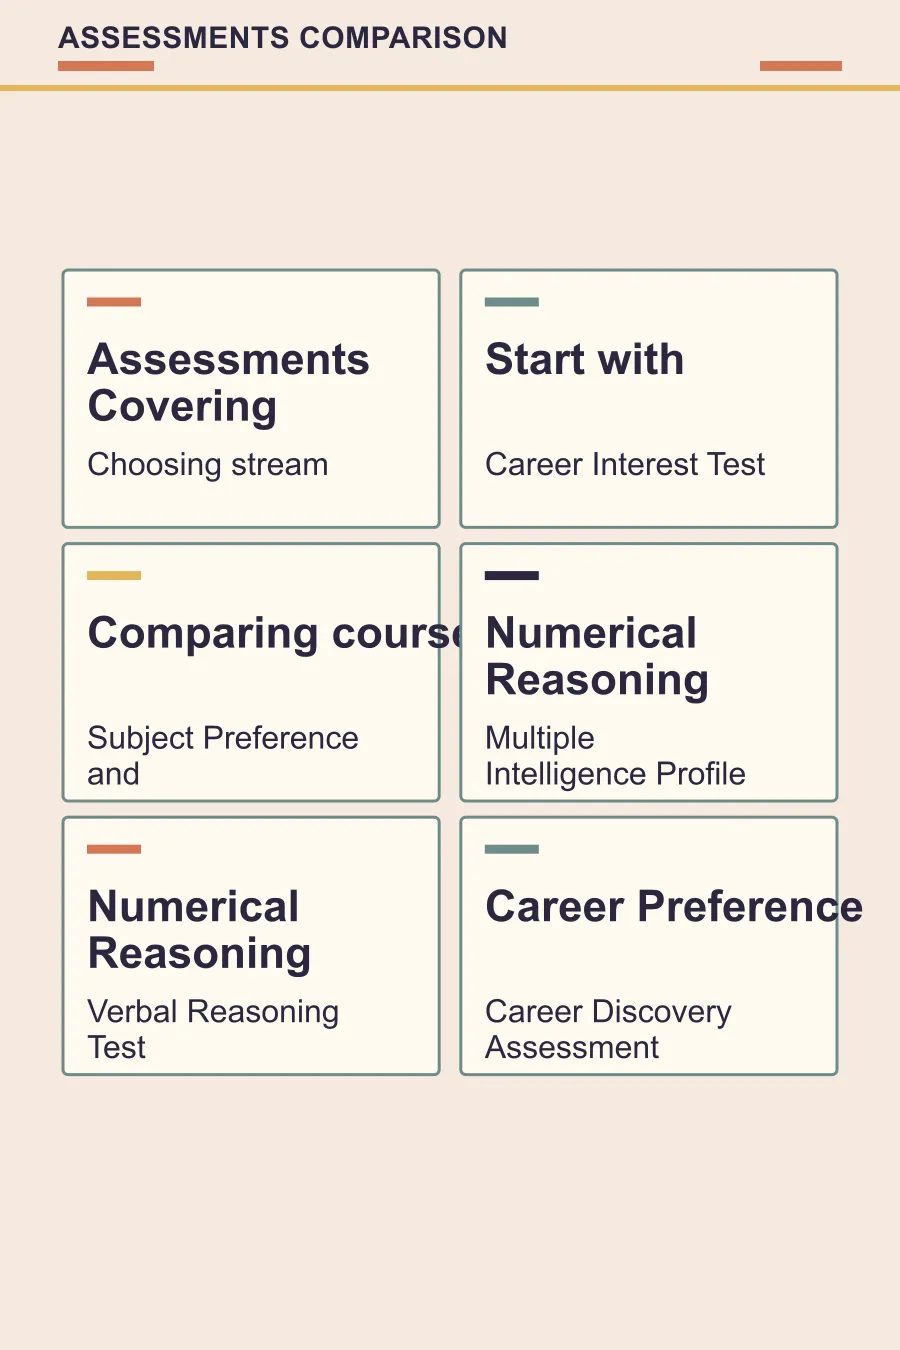 ASSESSMENTS COMPARISON
Assessments
Covering
Choosing stream
Start with
Career Interest Test
Comparing course
Subject Preference
and
Numerical
Reasoning
Multiple
Intelligence Profile
Numerical
Reasoning
Verbal Reasoning
Test
Career Preference
Career Discovery
Assessment